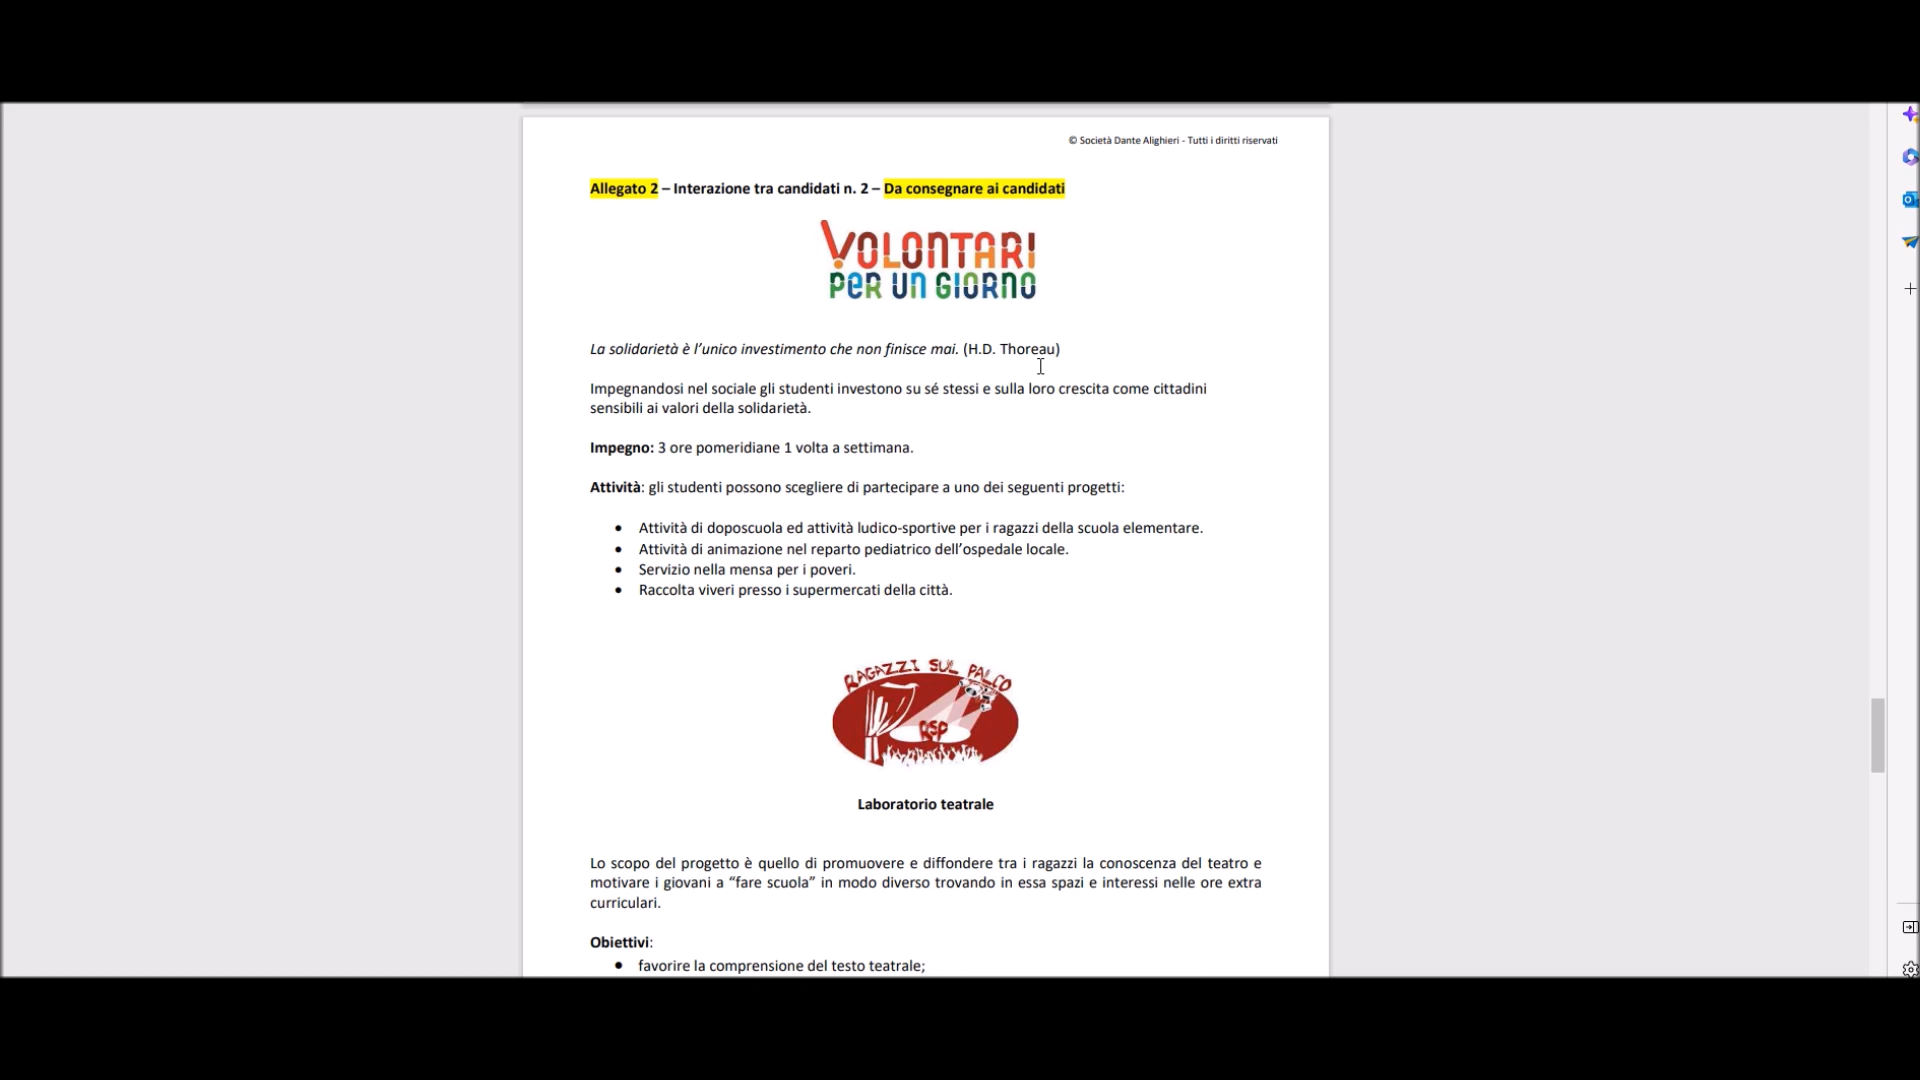 © Società Dante Alighieri - Tutti i diritti riservati
Allegato 2 – Interazione tra candidati n. 2 – Da consegnare ai candidati
VOLONTARI
PER UN GIORNO
La solidarietà è l’unico investimento che non finisce mai. (H.D. Thoreau)
Impegnandosi nel sociale gli studenti investono su sé stessi e sulla loro crescita come cittadini
sensibili ai valori della solidarietà.
Impegno: 3 ore pomeridiane 1 volta a settimana.
Attività: gli studenti possono scegliere di partecipare a uno dei seguenti progetti:
• Attività di doposcuola ed attività ludico-sportive per i ragazzi della scuola elementare.
• Attività di animazione nel reparto pediatrico dell’ospedale locale.
• Servizio nella mensa per i poveri.
• Raccolta viveri presso i supermercati della città.
RAGAZZI SUL PALCO
RSP
Laboratorio teatrale
Lo scopo del progetto è quello di promuovere e diffondere tra i ragazzi la conoscenza del teatro e
motivare i giovani a “fare scuola” in modo diverso trovando in essa spazi e interessi nelle ore extra
curriculari.
Obiettivi:
• favorire la comprensione del testo teatrale;